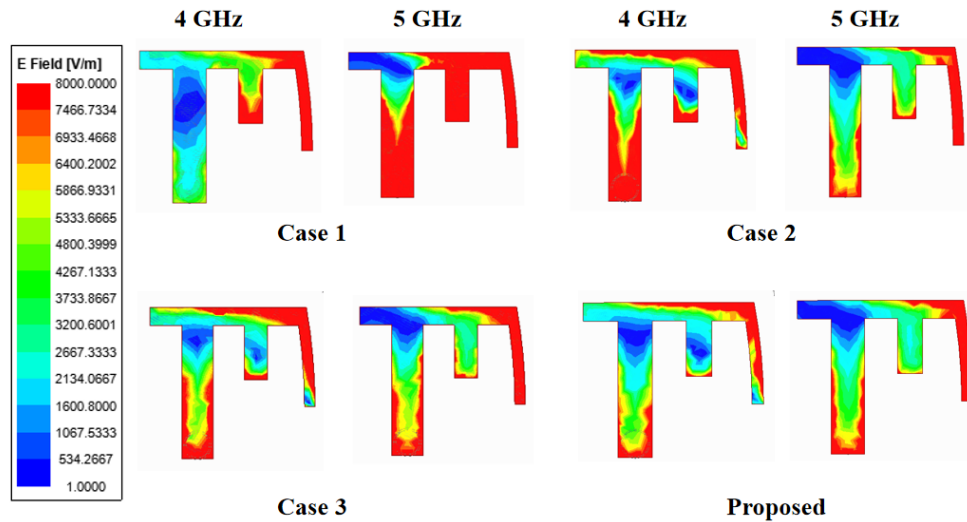 4 GHz
5 GHz
4 GHz
5 GHz
E Field [V/m]
8000.0000
7466.7334
6933.4668
6400.2002
5866.9331
5333.6665
4800.3999
4267.1333
3733.8667
3200.6001
2667.3333
2134.0667
1600.8000
1067.5333
534.2667
1.0000
Case 1
Case 2
Case 3
Proposed